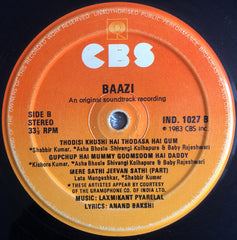 UNAUTHORISED PUBLIC PERFORMANCE
CBS
BAAZI
An original soundtrack recording
SIDE B
STEREO
33⅓ RPM
IND. 1027 B
℗ 1983 CBS Inc.
THODISI KHUSHI HAI THODASA HAI GUM
*Shabbir Kumar, *Asha Bhosle Shivangi Kolhapure & Baby Rajeshwari
GUPCHUP HAI MUMMY GOOMSOOM HAI DADDY
*Kishore Kumar, *Asha Bhosle Shivangi Kolhapure & Baby Rajeshwari
MERE SATHI JEEVAN SATHI (PART)
Lata Mangeshkar, *Shabbir Kumar
* THESE ARTISTES APPEAR BY COURTESY
OF THE GRAMOPHONE CO. OF INDIA LTD.
MUSIC: LAXMIKANT PYARELAL
LYRICS: ANAND BAKSHI